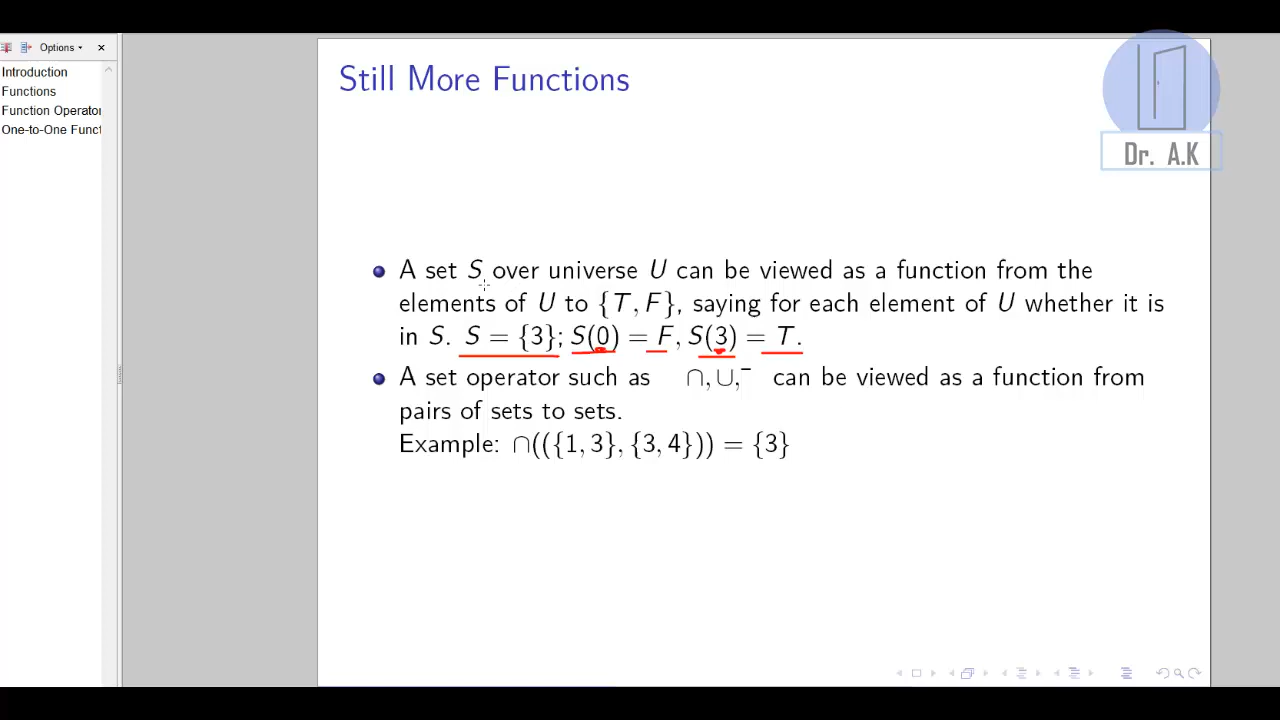 Options
Introduction
Functions
Function Operator
One-to-One Funct
Still More Functions
Dr. A.K
A set S over universe U can be viewed as a function from the
elements of U to {T, F}, saying for each element of U whether it is
in S. S = {3}; S(0) = F, S(3) = T.
A set operator such as ∩, ∪, ¯ can be viewed as a function from
pairs of sets to sets.
Example: ∩(({1, 3}, {3, 4})) = {3}